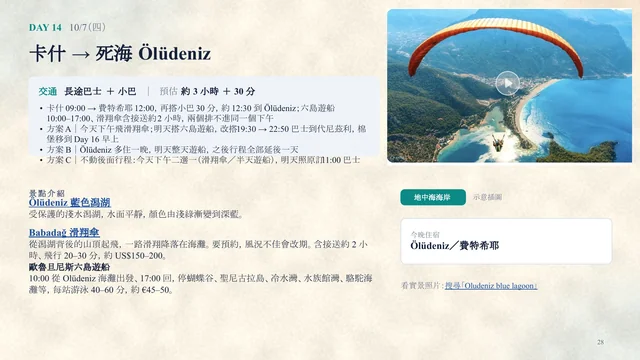 DAY 14 10/7(四)
卡什 → 死海 Ölüdeniz
交通 長途巴士 + 小巴 | 預估 約 3 小時 + 30 分
• 卡什 09:00 → 費特希耶 12:00, 再搭小巴 30 分, 約 12:30 到 Ölüdeniz; 六島遊船
10:00–17:00, 滑翔傘含接送約2 小時, 兩個排不進同一個下午
• 方案 A | 今天下午飛滑翔傘; 明天搭六島遊船, 改搭19:30 → 22:50 巴士到代尼茲利, 棉
堡移到 Day 16 早上
• 方案 B | Ölüdeniz 多住一晚, 明天整天遊船, 之後行程全部延後一天
• 方案 C | 不動後面行程: 今天下午二選一 (滑翔傘/半天遊船), 明天照原訂11:00 巴士
景點介紹
Ölüdeniz 藍色潟湖
受保護的淺水潟湖, 水面平靜, 顏色由淺綠漸變到深藍。
Babadağ 滑翔傘
從潟湖背後的山頂起飛, 一路滑翔降落在海灘。要預約, 風況不佳會改期。含接送約 2 小
時、飛行 20–30 分, 約 US$150–200。
歐魯旦尼斯六島遊船
10:00 從 Ölüdeniz 海灘出發、17:00 回, 停蝴蝶谷、聖尼古拉島、冷水灣、水族館灣、駱駝海
灘等, 每站游泳 40–60 分, 約 €45–50。
地中海海岸 示意插圖
今晚住宿
Ölüdeniz/費特希耶
看實景照片: 搜尋「Oludeniz blue lagoon」
28